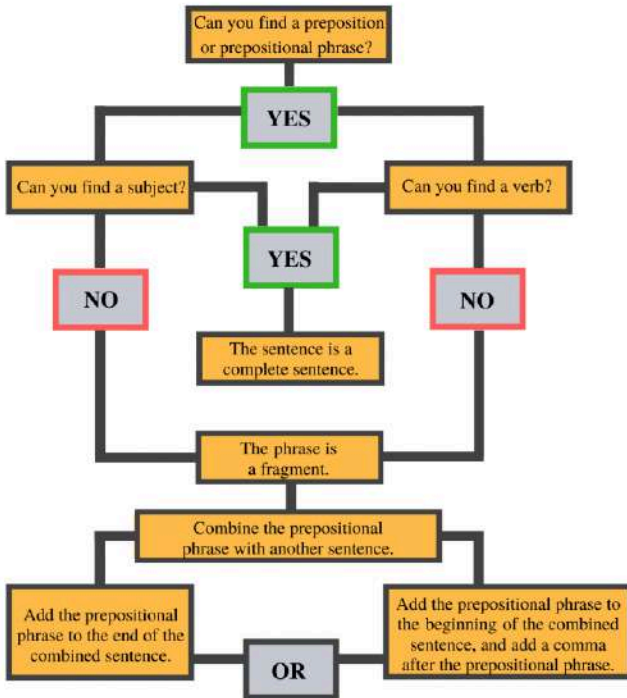 Can you find a preposition
or prepositional phrase?
YES
Can you find a subject?
Can you find a verb?
YES
NO
NO
The sentence is a
complete sentence.
The phrase is
a fragment.
Combine the prepositional
phrase with another sentence.
Add the prepositional
phrase to the end of the
combined sentence.
Add the prepositional phrase to
the beginning of the combined
sentence, and add a comma
after the prepositional phrase.
OR